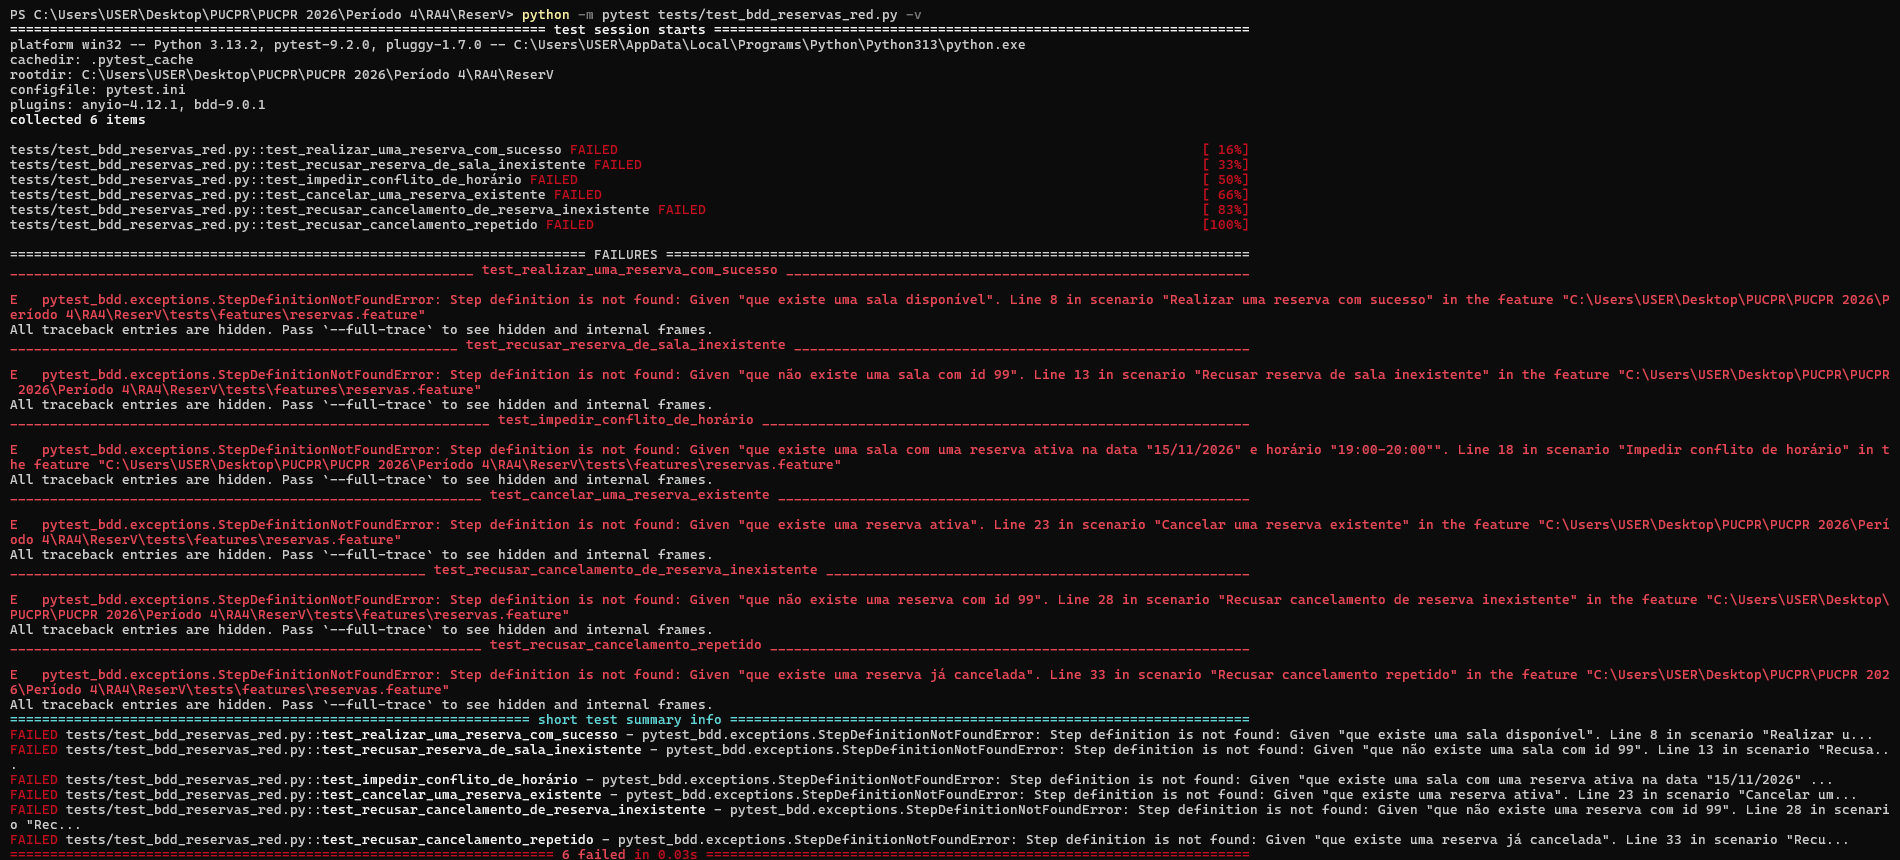 PS C:\Users\USER\Desktop\PUCPR\PUCPR 2026\Período 4\RA4\ReserV> python -m pytest tests/test_bdd_reservas_red.py -v
=================================================================== test session starts ===================================================================
platform win32 -- Python 3.13.2, pytest-9.2.0, pluggy-1.7.0 -- C:\Users\USER\AppData\Local\Programs\Python\Python313\python.exe
cachedir: .pytest_cache
rootdir: C:\Users\USER\Desktop\PUCPR\PUCPR 2026\Período 4\RA4\ReserV
configfile: pytest.ini
plugins: anyio-4.12.1, bdd-9.0.1
collected 6 items
tests/test_bdd_reservas_red.py::test_realizar_uma_reserva_com_sucesso FAILED [ 16%]
tests/test_bdd_reservas_red.py::test_recusar_reserva_de_sala_inexistente FAILED [ 33%]
tests/test_bdd_reservas_red.py::test_impedir_conflito_de_horário FAILED [ 50%]
tests/test_bdd_reservas_red.py::test_cancelar_uma_reserva_existente FAILED [ 66%]
tests/test_bdd_reservas_red.py::test_recusar_cancelamento_de_reserva_inexistente FAILED [ 83%]
tests/test_bdd_reservas_red.py::test_recusar_cancelamento_repetido FAILED [100%]
======================================================================== FAILURES =========================================================================
__________________________________________________________ test_realizar_uma_reserva_com_sucesso __________________________________________________________
E   pytest_bdd.exceptions.StepDefinitionNotFoundError: Step definition is not found: Given "que existe uma sala disponível". Line 8 in scenario "Realizar uma reserva com sucesso" in the feature "C:\Users\USER\Desktop\PUCPR\PUCPR 2026\P
eríodo 4\RA4\ReserV\tests\features\reservas.feature"
All traceback entries are hidden. Pass `--full-trace` to see hidden and internal frames.
________________________________________________________ test_recusar_reserva_de_sala_inexistente _________________________________________________________
E   pytest_bdd.exceptions.StepDefinitionNotFoundError: Step definition is not found: Given "que não existe uma sala com id 99". Line 13 in scenario "Recusar reserva de sala inexistente" in the feature "C:\Users\USER\Desktop\PUCPR\PUCPR
 2026\Período 4\RA4\ReserV\tests\features\reservas.feature"
All traceback entries are hidden. Pass `--full-trace` to see hidden and internal frames.
____________________________________________________________ test_impedir_conflito_de_horário _____________________________________________________________
E   pytest_bdd.exceptions.StepDefinitionNotFoundError: Step definition is not found: Given "que existe uma sala com uma reserva ativa na data "15/11/2026" e horário "19:00-20:00"". Line 18 in scenario "Impedir conflito de horário" in t
he feature "C:\Users\USER\Desktop\PUCPR\PUCPR 2026\Período 4\RA4\ReserV\tests\features\reservas.feature"
All traceback entries are hidden. Pass `--full-trace` to see hidden and internal frames.
___________________________________________________________ test_cancelar_uma_reserva_existente ___________________________________________________________
E   pytest_bdd.exceptions.StepDefinitionNotFoundError: Step definition is not found: Given "que existe uma reserva ativa". Line 23 in scenario "Cancelar uma reserva existente" in the feature "C:\Users\USER\Desktop\PUCPR\PUCPR 2026\Perí
odo 4\RA4\ReserV\tests\features\reservas.feature"
All traceback entries are hidden. Pass `--full-trace` to see hidden and internal frames.
____________________________________________________ test_recusar_cancelamento_de_reserva_inexistente _____________________________________________________
E   pytest_bdd.exceptions.StepDefinitionNotFoundError: Step definition is not found: Given "que não existe uma reserva com id 99". Line 28 in scenario "Recusar cancelamento de reserva inexistente" in the feature "C:\Users\USER\Desktop\
PUCPR\PUCPR 2026\Período 4\RA4\ReserV\tests\features\reservas.feature"
All traceback entries are hidden. Pass `--full-trace` to see hidden and internal frames.
___________________________________________________________ test_recusar_cancelamento_repetido ____________________________________________________________
E   pytest_bdd.exceptions.StepDefinitionNotFoundError: Step definition is not found: Given "que existe uma reserva já cancelada". Line 33 in scenario "Recusar cancelamento repetido" in the feature "C:\Users\USER\Desktop\PUCPR\PUCPR 202
6\Período 4\RA4\ReserV\tests\features\reservas.feature"
All traceback entries are hidden. Pass `--full-trace` to see hidden and internal frames.
================================================================= short test summary info =================================================================
FAILED tests/test_bdd_reservas_red.py::test_realizar_uma_reserva_com_sucesso - pytest_bdd.exceptions.StepDefinitionNotFoundError: Step definition is not found: Given "que existe uma sala disponível". Line 8 in scenario "Realizar u...
FAILED tests/test_bdd_reservas_red.py::test_recusar_reserva_de_sala_inexistente - pytest_bdd.exceptions.StepDefinitionNotFoundError: Step definition is not found: Given "que não existe uma sala com id 99". Line 13 in scenario "Recusa..
.
FAILED tests/test_bdd_reservas_red.py::test_impedir_conflito_de_horário - pytest_bdd.exceptions.StepDefinitionNotFoundError: Step definition is not found: Given "que existe uma sala com uma reserva ativa na data "15/11/2026" ...
FAILED tests/test_bdd_reservas_red.py::test_cancelar_uma_reserva_existente - pytest_bdd.exceptions.StepDefinitionNotFoundError: Step definition is not found: Given "que existe uma reserva ativa". Line 23 in scenario "Cancelar um...
FAILED tests/test_bdd_reservas_red.py::test_recusar_cancelamento_de_reserva_inexistente - pytest_bdd.exceptions.StepDefinitionNotFoundError: Step definition is not found: Given "que não existe uma reserva com id 99". Line 28 in scenari
o "Rec...
FAILED tests/test_bdd_reservas_red.py::test_recusar_cancelamento_repetido - pytest_bdd.exceptions.StepDefinitionNotFoundError: Step definition is not found: Given "que existe uma reserva já cancelada". Line 33 in scenario "Recu...
==================================================================== 6 failed in 0.03s ====================================================================